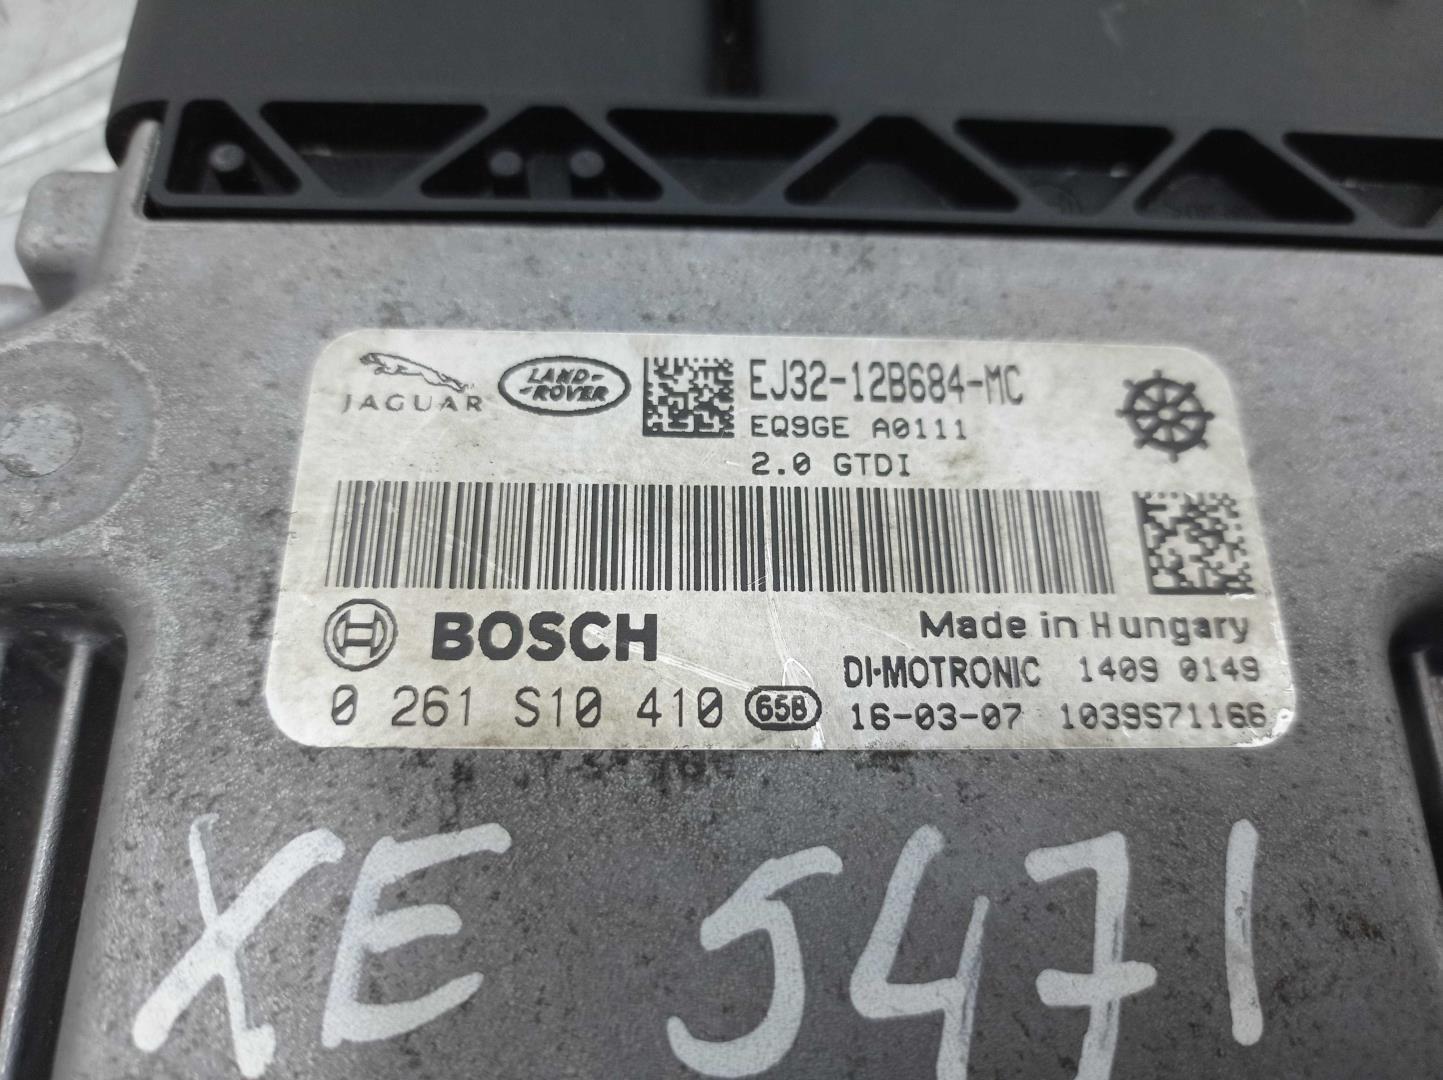 JAGUAR
LAND-
-ROVER
EJ32-12B684-MC
EQ9GE A0111
2.0 GTDI
BOSCH
Made in Hungary
DI-MOTRONIC 1409 0149
0 261 S10 410 65B 16-03-07 1039S71166
XE 5471